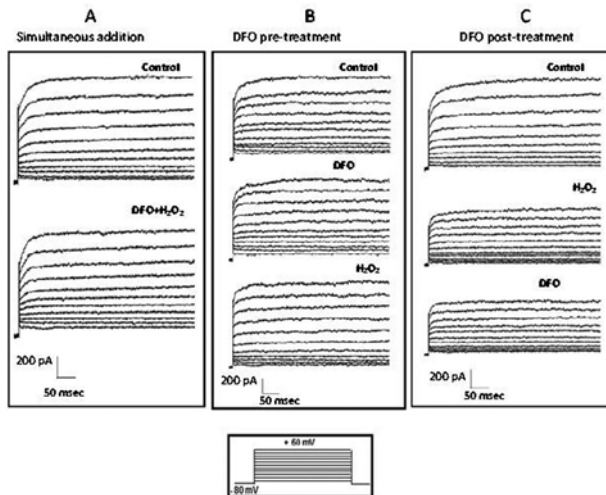 A
Simultaneous addition
Control
DFO+H₂O₂
200 pA
50 msec
B
DFO pre-treatment
Control
DFO
H₂O₂
200 pA
50 msec
C
DFO post-treatment
Control
H₂O₂
DFO
200 pA
50 msec
+ 60 mV
- 80 mV